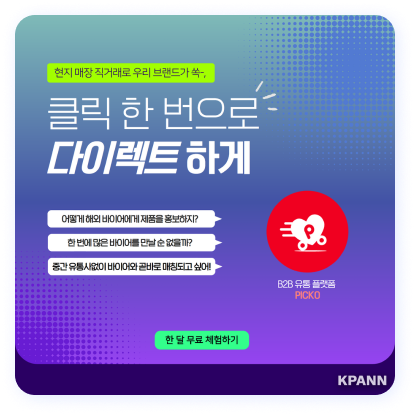 현지 매장 직거래로 우리 브랜드가 쏙-,
클릭 한 번으로
다이렉트 하게
어떻게 해외 바이어에게 제품을 홍보하지?
한 번에 많은 바이어를 만날 순 없을까?
중간 유통사없이 바이어와 곧바로 매칭되고 싶어!
B2B 유통 플랫폼
PICKO
한 달 무료 체험하기
KPANN